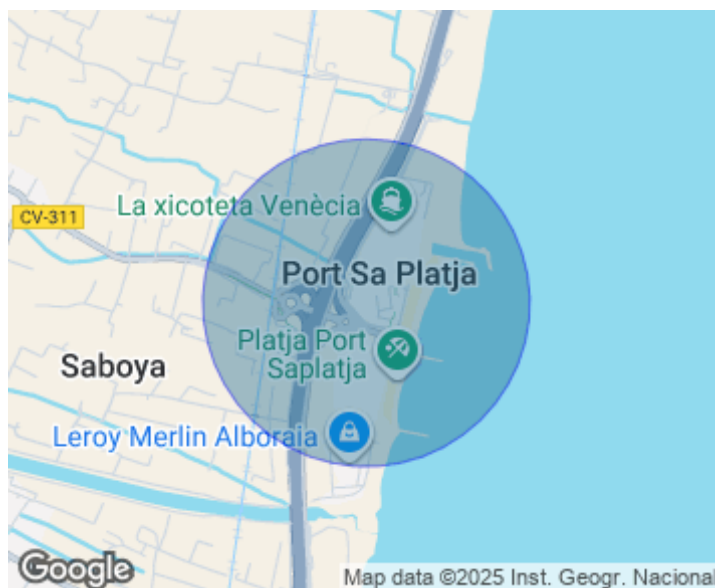 La xicoteta Venècia
CV-311
Port Sa Platja
Platja Port
Saplatja
Saboya
Leroy Merlin Alboraia
Google
Map data ©2025 Inst. Geogr. Nacional